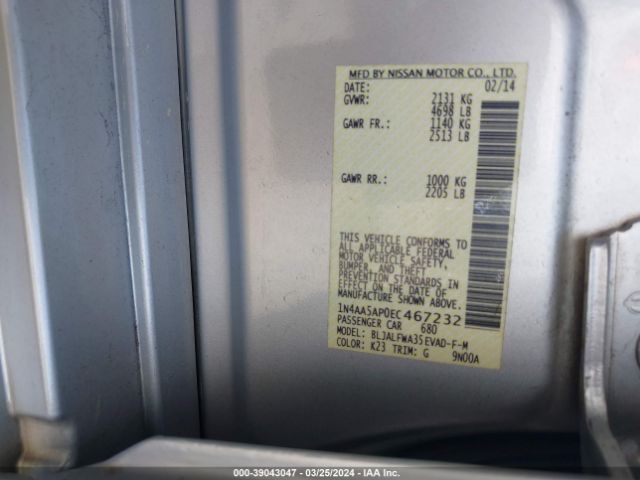 MFD BY NISSAN MOTOR CO., LTD.
DATE: 02/14
GVWR: 2131 KG
4698 LB
GAWR FR.: 1140 KG
2513 LB
GAWR RR.: 1000 KG
2205 LB
THIS VEHICLE CONFORMS TO
ALL APPLICABLE FEDERAL
MOTOR VEHICLE SAFETY,
BUMPER, AND THEFT
PREVENTION STANDARDS IN
EFFECT ON THE DATE OF
MANUFACTURE SHOWN ABOVE.
1N4AA5AP0EC467232
PASSENGER CAR 680
MODEL: BLJALFWA35EVAD-F-M
COLOR: K23 TRIM: G 9N00A
000-39043047 / 03/25/2024 - IAA Inc.